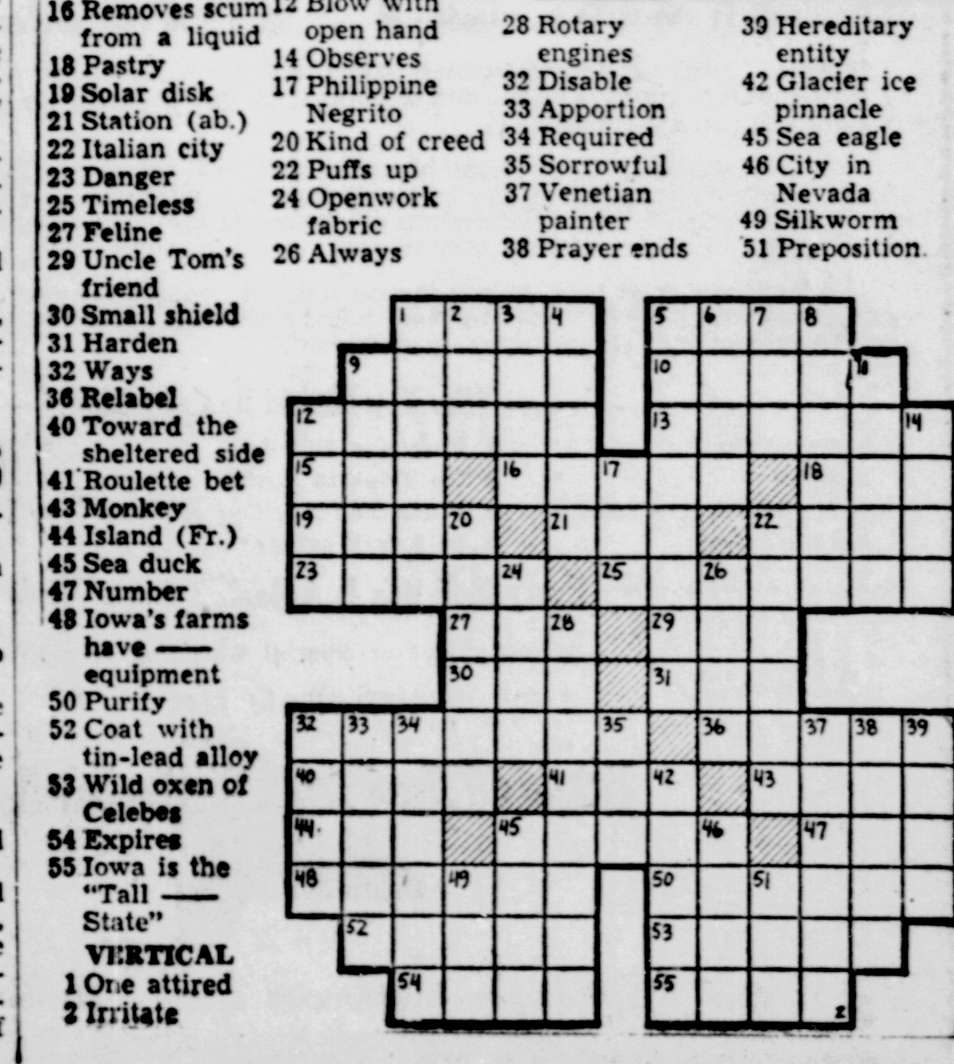 16 Removes scum
from a liquid
18 Pastry
19 Solar disk
21 Station (ab.)
22 Italian city
23 Danger
25 Timeless
27 Feline
29 Uncle Tom's
friend
30 Small shield
31 Harden
32 Ways
36 Relabel
40 Toward the
sheltered side
41 Roulette bet
43 Monkey
44 Island (Fr.)
45 Sea duck
47 Number
48 Iowa's farms
have ——
equipment
50 Purify
52 Coat with
tin-lead alloy
53 Wild oxen of
Celebes
54 Expires
55 Iowa is the
"Tall ——
State"
VERTICAL
1 One attired
2 Irritate
12 Blow with
open hand
14 Observes
17 Philippine
Negrito
20 Kind of creed
22 Puffs up
24 Openwork
fabric
26 Always
28 Rotary
engines
32 Disable
33 Apportion
34 Required
35 Sorrowful
37 Venetian
painter
38 Prayer ends
39 Hereditary
entity
42 Glacier ice
pinnacle
45 Sea eagle
46 City in
Nevada
49 Silkworm
51 Preposition
1 2 3 4 5 6 7 8
9 10 11
12 13 14
15 16 17 18
19 20 21 22
23 24 25 26
27 28 29
30 31
32 33 34 35 36 37 38 39
40 41 42 43
44 45 46 47
48 49 50 51
52 53
54 55
2